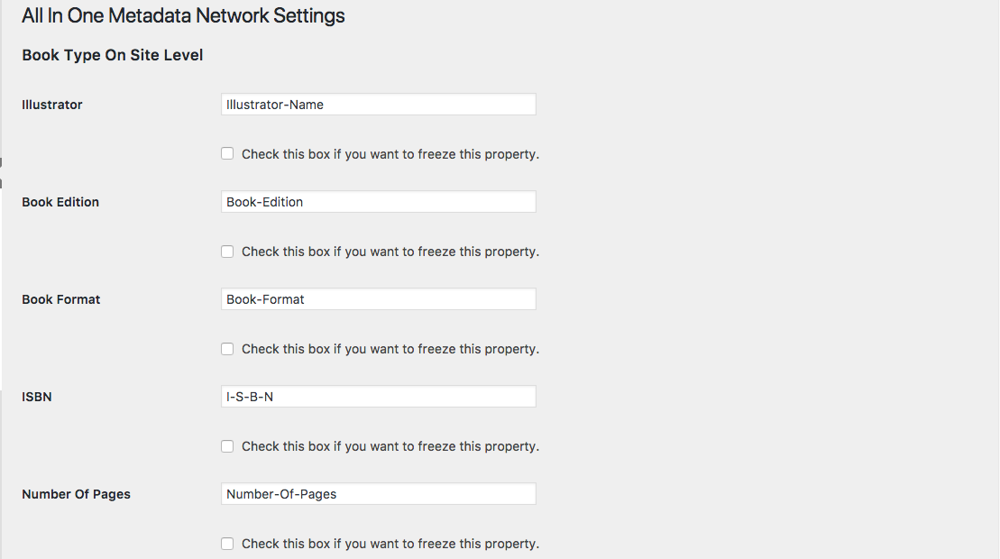 All In One Metadata Network Settings
Book Type On Site Level
Illustrator
Illustrator-Name
Check this box if you want to freeze this property.
Book Edition
Book-Edition
Check this box if you want to freeze this property.
Book Format
Book-Format
Check this box if you want to freeze this property.
ISBN
I-S-B-N
Check this box if you want to freeze this property.
Number Of Pages
Number-Of-Pages
Check this box if you want to freeze this property.